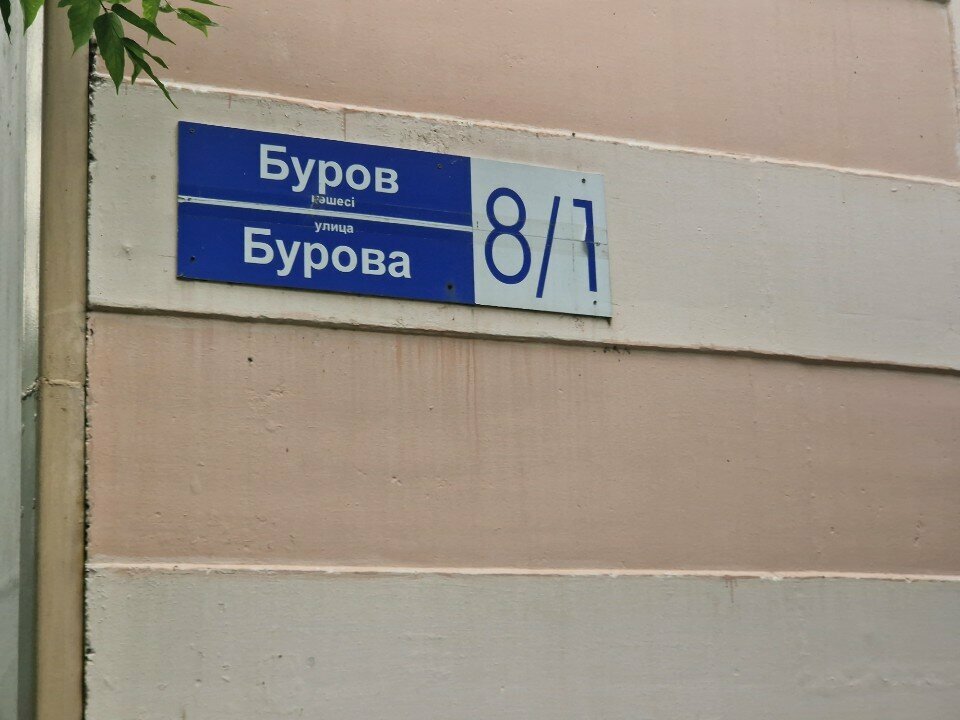 Буров
көшесі
улица
Бурова
8/1